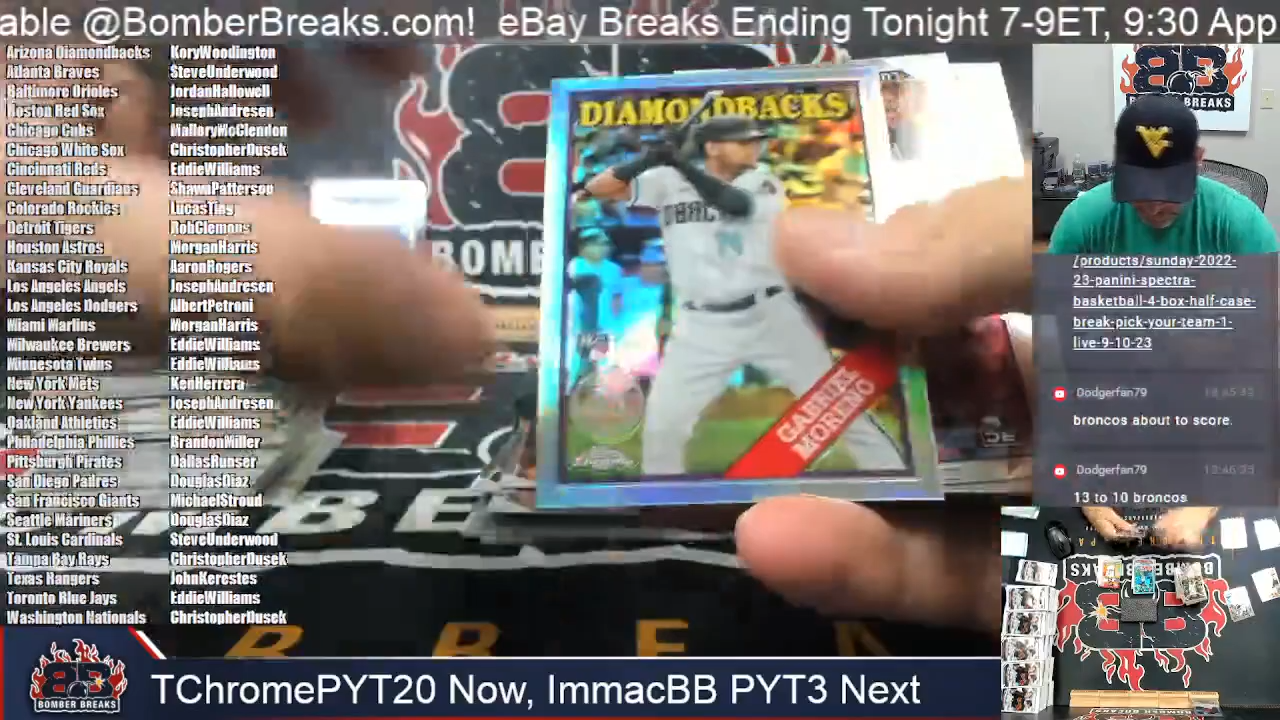 able @BomberBreaks.com!  eBay Breaks Ending Tonight 7-9ET, 9:30 App
Arizona Diamondbacks KoryWoodington
Atlanta Braves SteveUnderwood
Baltimore Orioles JordanHallowell
Boston Red Sox JosephAndresen
Chicago Cubs MalloryMcClendon
Chicago White Sox ChristopherDusek
Cincinnati Reds EddieWilliams
Cleveland Guardians ShawnPatterson
Colorado Rockies LucasTing
Detroit Tigers RobClemons
Houston Astros MorganHarris
Kansas City Royals AaronRogers
Los Angeles Angels JosephAndresen
Los Angeles Dodgers AlbertPetroni
Miami Marlins MorganHarris
Milwaukee Brewers EddieWilliams
Minnesota Twins EddieWilliams
New York Mets KenHerrera
New York Yankees JosephAndresen
Oakland Athletics EddieWilliams
Philadelphia Phillies BrandonMiller
Pittsburgh Pirates DallasRunser
San Diego Padres DouglasDiaz
San Francisco Giants MichaelStroud
Seattle Mariners DouglasDiaz
St. Louis Cardinals SteveUnderwood
Tampa Bay Rays ChristopherDusek
Texas Rangers JohnKerestes
Toronto Blue Jays EddieWilliams
Washington Nationals ChristopherDusek
DIAMONDBACKS
GABRIEL
MORENO
BOMBER BREAKS
/products/sunday-2022-
23-panini-spectra-
basketball-4-box-half-case-
break-pick-your-team-1-
live-9-10-23
Dodgerfan79
broncos about to score.
Dodgerfan79
13 to 10 broncos
BOMBER BREAKS
TChromePYT20 Now, ImmacBB PYT3 Next